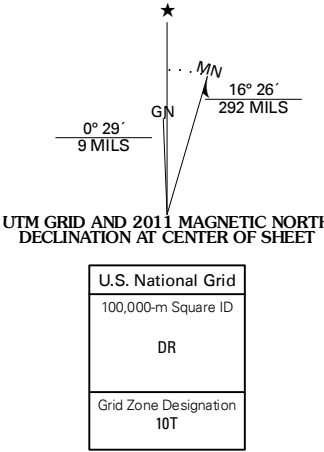 ★
MN
GN
0° 29´
9 MILS
16° 26´
292 MILS
UTM GRID AND 2011 MAGNETIC NORTH
DECLINATION AT CENTER OF SHEET
U.S. National Grid
100,000-m Square ID
DR
Grid Zone Designation
10T